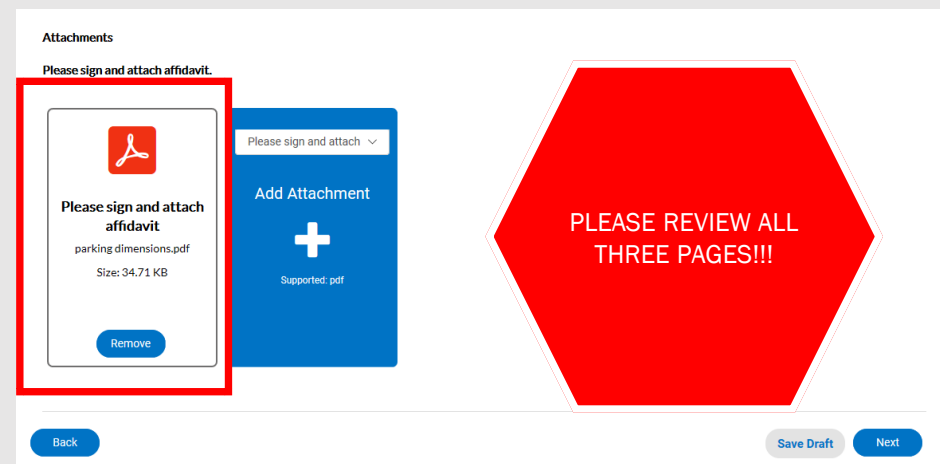 Attachments
Please sign and attach affidavit.
Please sign and attach
affidavit
parking dimensions.pdf
Size: 34.71 KB
Remove
Please sign and attach
Add Attachment
Supported: pdf
PLEASE REVIEW ALL
THREE PAGES!!!
Back
Save Draft
Next